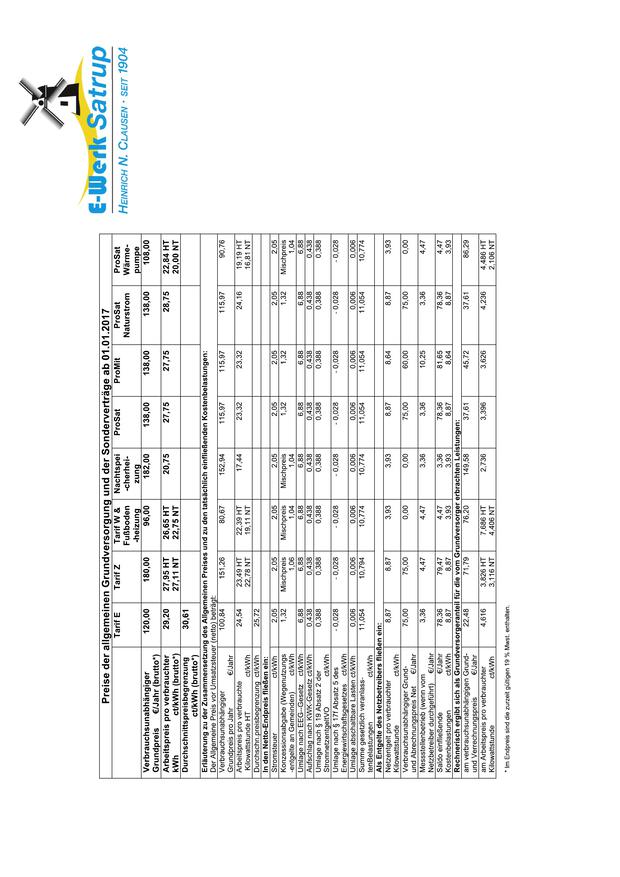 E-Werk Satrup
HEINRICH N. CLAUSEN · SEIT 1904
Preise der allgemeinen Grundversorgung und der Sonderverträge ab 01.01.2017
Tarif E Tarif Z Tarif W & Fußboden -heizung Nachtspei -cherhei- zung ProSat ProMit ProSat Naturstrom ProSat Wärme- pumpe
Verbrauchsunabhängiger
Grundpreis €/Jahr (brutto*) 120,00 180,00 96,00 182,00 138,00 138,00 138,00 108,00
Arbeitspreis pro verbrauchter 29,20 27,95 HT 26,65 HT 20,75 27,75 27,75 28,75 22,84 HT
kWh ct/kWh (brutto*) 27,11 NT 22,75 NT 20,00 NT
Durchschnittspreisbegrenzung 30,61
ct/kWh (brutto*)
Erläuterung zu der Zusammensetzung des Allgemeinen Preises und zu den tatsächlich einfließenden Kostenbelastungen:
Der Allgemeine Preis vor Umsatzsteuer (netto) beträgt:
Verbrauchsunabhängiger 100,84 151,26 80,67 152,94 115,97 115,97 115,97 90,76
Grundpreis pro Jahr €/Jahr
Arbeitspreis pro verbrauchte 24,54 23,49 HT 22,39 HT 17,44 23,32 23,32 24,16 19,19 HT
Kilowattstunde HT ct/kWh 22,78 NT 19,11 NT 16,81 NT
Durchschn.preisbegrenzung ct/kWh 25,72
In den Netto-Endpreis fließen ein:
Stromsteuer ct/kWh 2,05 2,05 2,05 2,05 2,05 2,05 2,05 2,05
Konzessionsabgabe (Wegenutzungs 1,32 Mischpreis Mischpreis Mischpreis 1,32 1,32 1,32 Mischpreis
-entgelte an Gemeinden) ct/kWh 1,06 1,04 1,04 1,04
Umlage nach EEG–Gesetz ct/kWh 6,88 6,88 6,88 6,88 6,88 6,88 6,88 6,88
Aufschlag nach KWK-Gesetz ct/kWh 0,438 0,438 0,438 0,438 0,438 0,438 0,438 0,438
Umlage nach § 19 Absatz 2 der 0,388 0,388 0,388 0,388 0,388 0,388 0,388 0,388
StromnetzentgeltVO ct/kWh
Umlage nach § 17f Absatz 5 des - 0,028 - 0,028 - 0,028 - 0,028 - 0,028 - 0,028 - 0,028 - 0,028
Energiewirtschaftsgesetzes ct/kWh
Umlage abschaltbare Lasten ct/kWh 0,006 0,006 0,006 0,006 0,006 0,006 0,006 0,006
Summe gesetzlich veranlass- 11,054 10,794 10,774 10,774 11,054 11,054 11,054 10,774
tenBelastungen ct/kWh
Als Entgelte des Netzbetreibers fließen ein:
Netzentgelt pro verbrauchter 8,87 8,87 3,93 3,93 8,87 8,64 8,87 3,93
Kilowattstunde ct/kWh
Verbrauchsunabhängiger Grund- 75,00 75,00 0,00 0,00 75,00 60,00 75,00 0,00
und Abrechnungspreis Net €/Jahr
Messstellenbetrieb (wenn vom 3,36 4,47 4,47 3,36 3,36 10,25 3,36 4,47
Netzbetreiber durchgeführt) €/Jahr
Saldo einfließende €/Jahr 78,36 79,47 4,47 3,36 78,36 81,65 78,36 4,47
Kostenbelastungen ct/kWh 8,87 8,87 3,93 3,93 8,87 8,64 8,87 3,93
Rechnerisch ergibt sich als Grundversorgeranteil für die vom Grundversorger erbrachten Leistungen:
am verbrauchsunabhängigen Grund- 22,48 71,79 76,20 149,58 37,61 45,72 37,61 86,29
und Verrechnungspreis €/Jahr
am Arbeitspreis pro verbrauchter 4,616 3,826 HT 7,686 HT 2,736 3,396 3,626 4,236 4,486 HT
Kilowattstunde ct/kWh 3,116 NT 4,406 NT 2,106 NT
* Im Endpreis sind die zurzeit gültigen 19 % Mwst. enthalten.